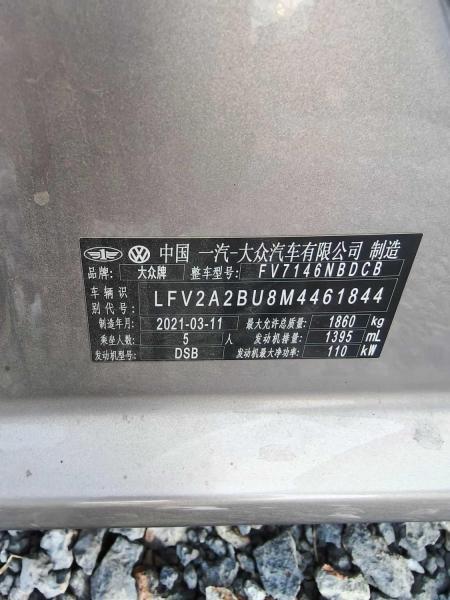 中国 一汽-大众汽车有限公司 制造
品牌: 大众牌 整车型号: FV7146NBDCB
车辆识别代号: LFV2A2BU8M4461844
制造年月: 2021-03-11 最大允许总质量: 1860 kg
乘坐人数: 5 人 发动机排量: 1395 mL
发动机型号: DSB 发动机最大净功率: 110 kW